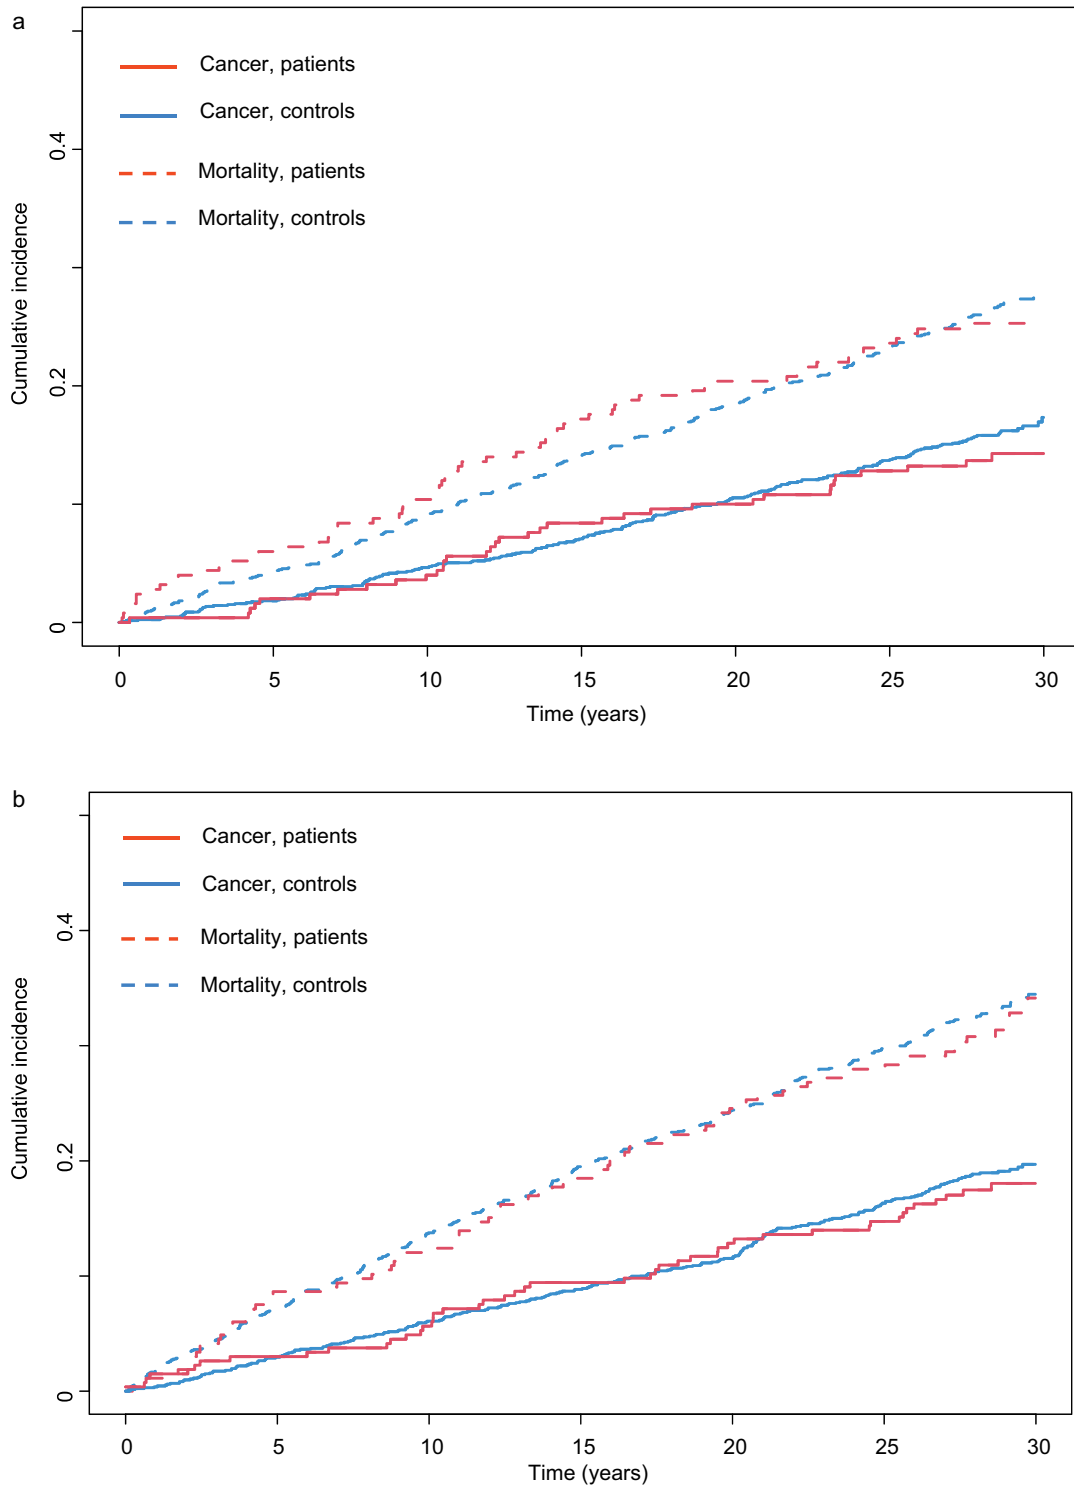 a
Cancer, patients
Cancer, controls
Mortality, patients
Mortality, controls
Cumulative incidence
0.4
0.2
0
0 5 10 15 20 25 30
Time (years)
b
Cancer, patients
Cancer, controls
Mortality, patients
Mortality, controls
Cumulative incidence
0.4
0.2
0
0 5 10 15 20 25 30
Time (years)